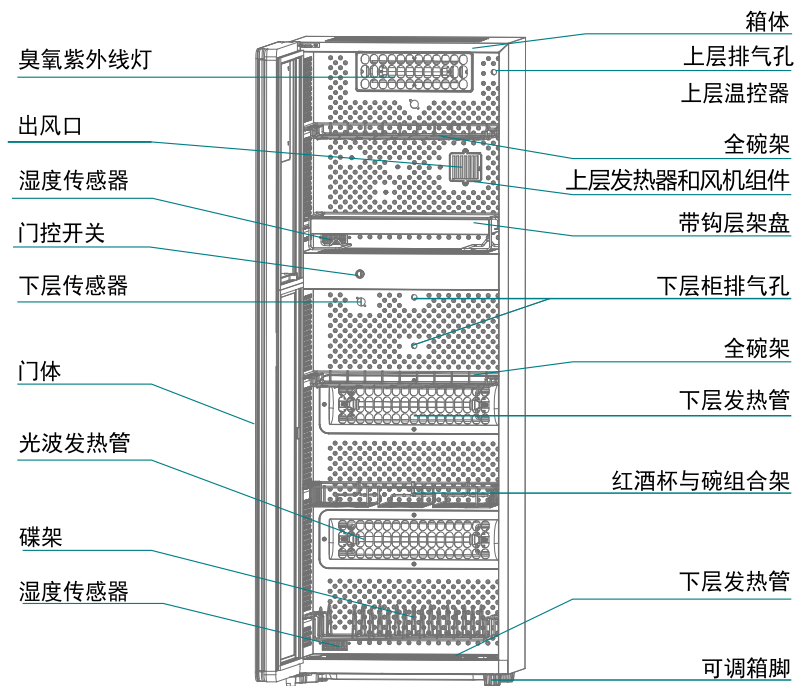 箱体
臭氧紫外线灯
上层排气孔
上层温控器
出风口
全碗架
湿度传感器
上层发热器和风机组件
门控开关
带钩层架盘
下层传感器
下层柜排气孔
全碗架
门体
下层发热管
光波发热管
红酒杯与碗组合架
碟架
湿度传感器
下层发热管
可调箱脚